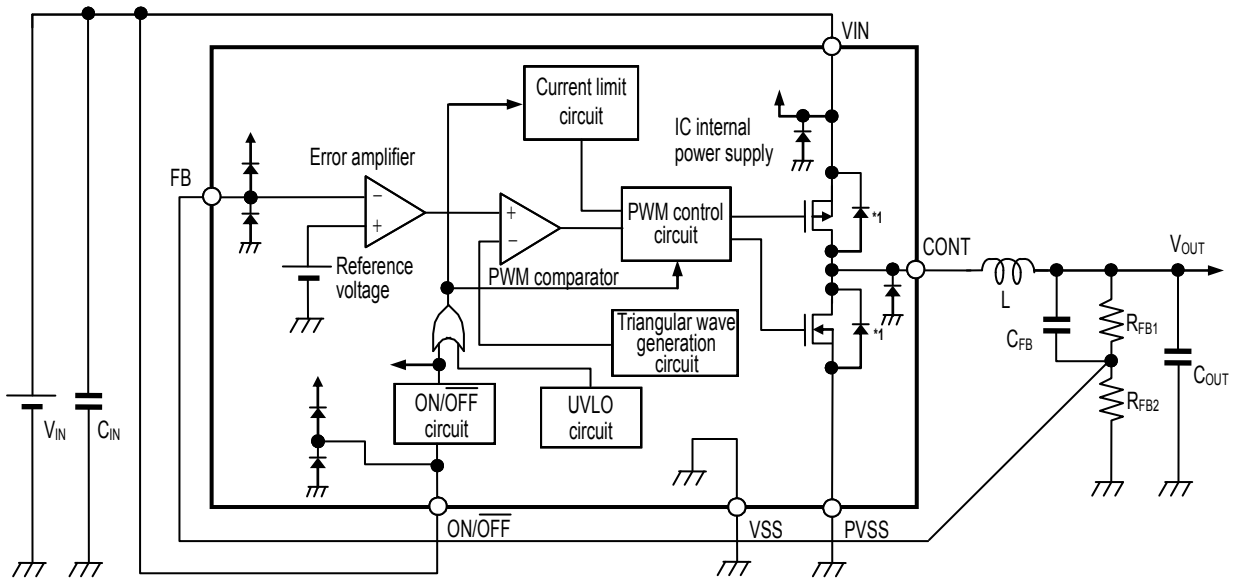 VIN
Current limit
circuit
IC internal
power supply
Error amplifier
FB
−
+
+
−
PWM control
circuit
*1
CONT
VOUT
Reference
voltage
PWM comparator
L
*1
Triangular wave
generation
circuit
CFB
RFB1
COUT
RFB2
ON/OFF
circuit
UVLO
circuit
VIN
CIN
ON/OFF
VSS
PVSS